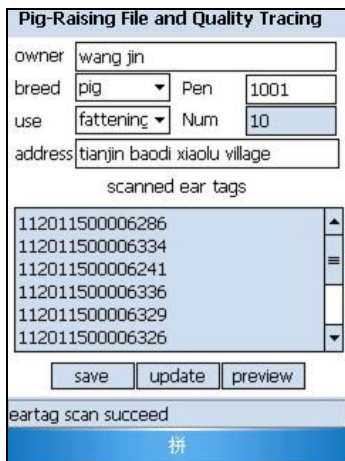 Pig-Raising File and Quality Tracing
owner wang jin
breed pig Pen 1001
use fattening Num 10
address tianjin baodi xiaolu village
scanned ear tags
112011500006286
112011500006334
112011500006241
112011500006336
112011500006329
112011500006326
save update preview
eartag scan succeed
拼